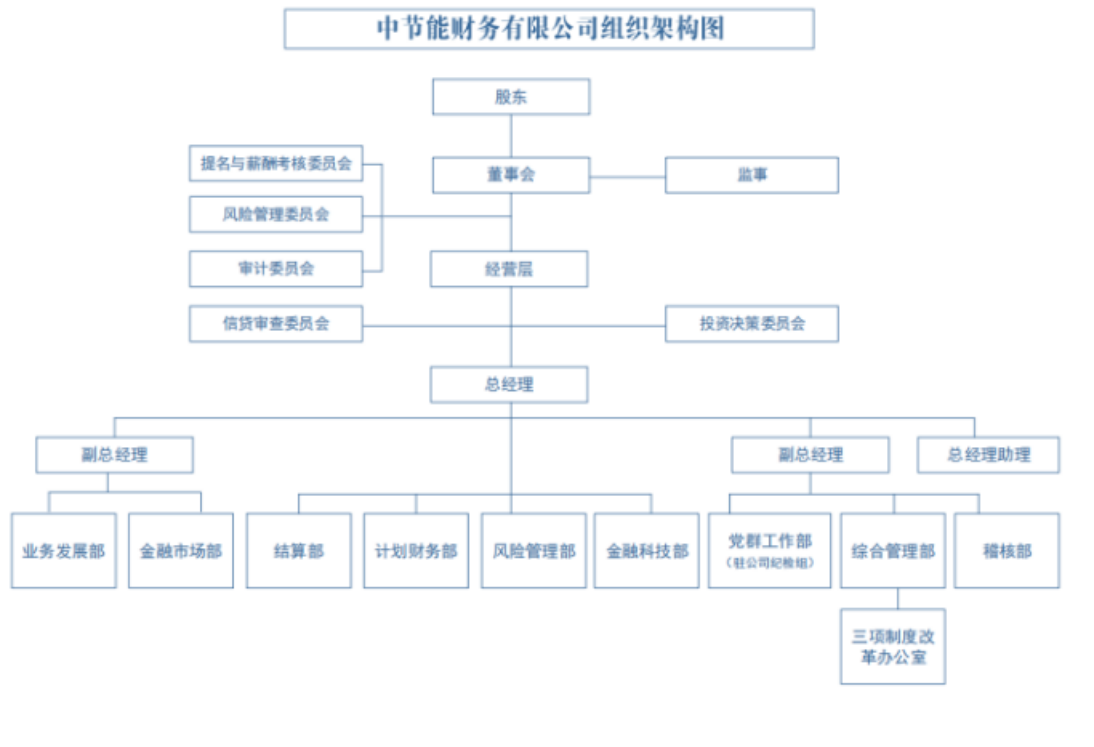 中节能财务有限公司组织架构图
股东
提名与薪酬考核委员会
董事会
监事
风险管理委员会
审计委员会
经营层
信贷审查委员会
投资决策委员会
总经理
副总经理
副总经理
总经理助理
业务发展部
金融市场部
结算部
计划财务部
风险管理部
金融科技部
党群工作部
（驻公司纪检组）
综合管理部
稽核部
三项制度改
革办公室